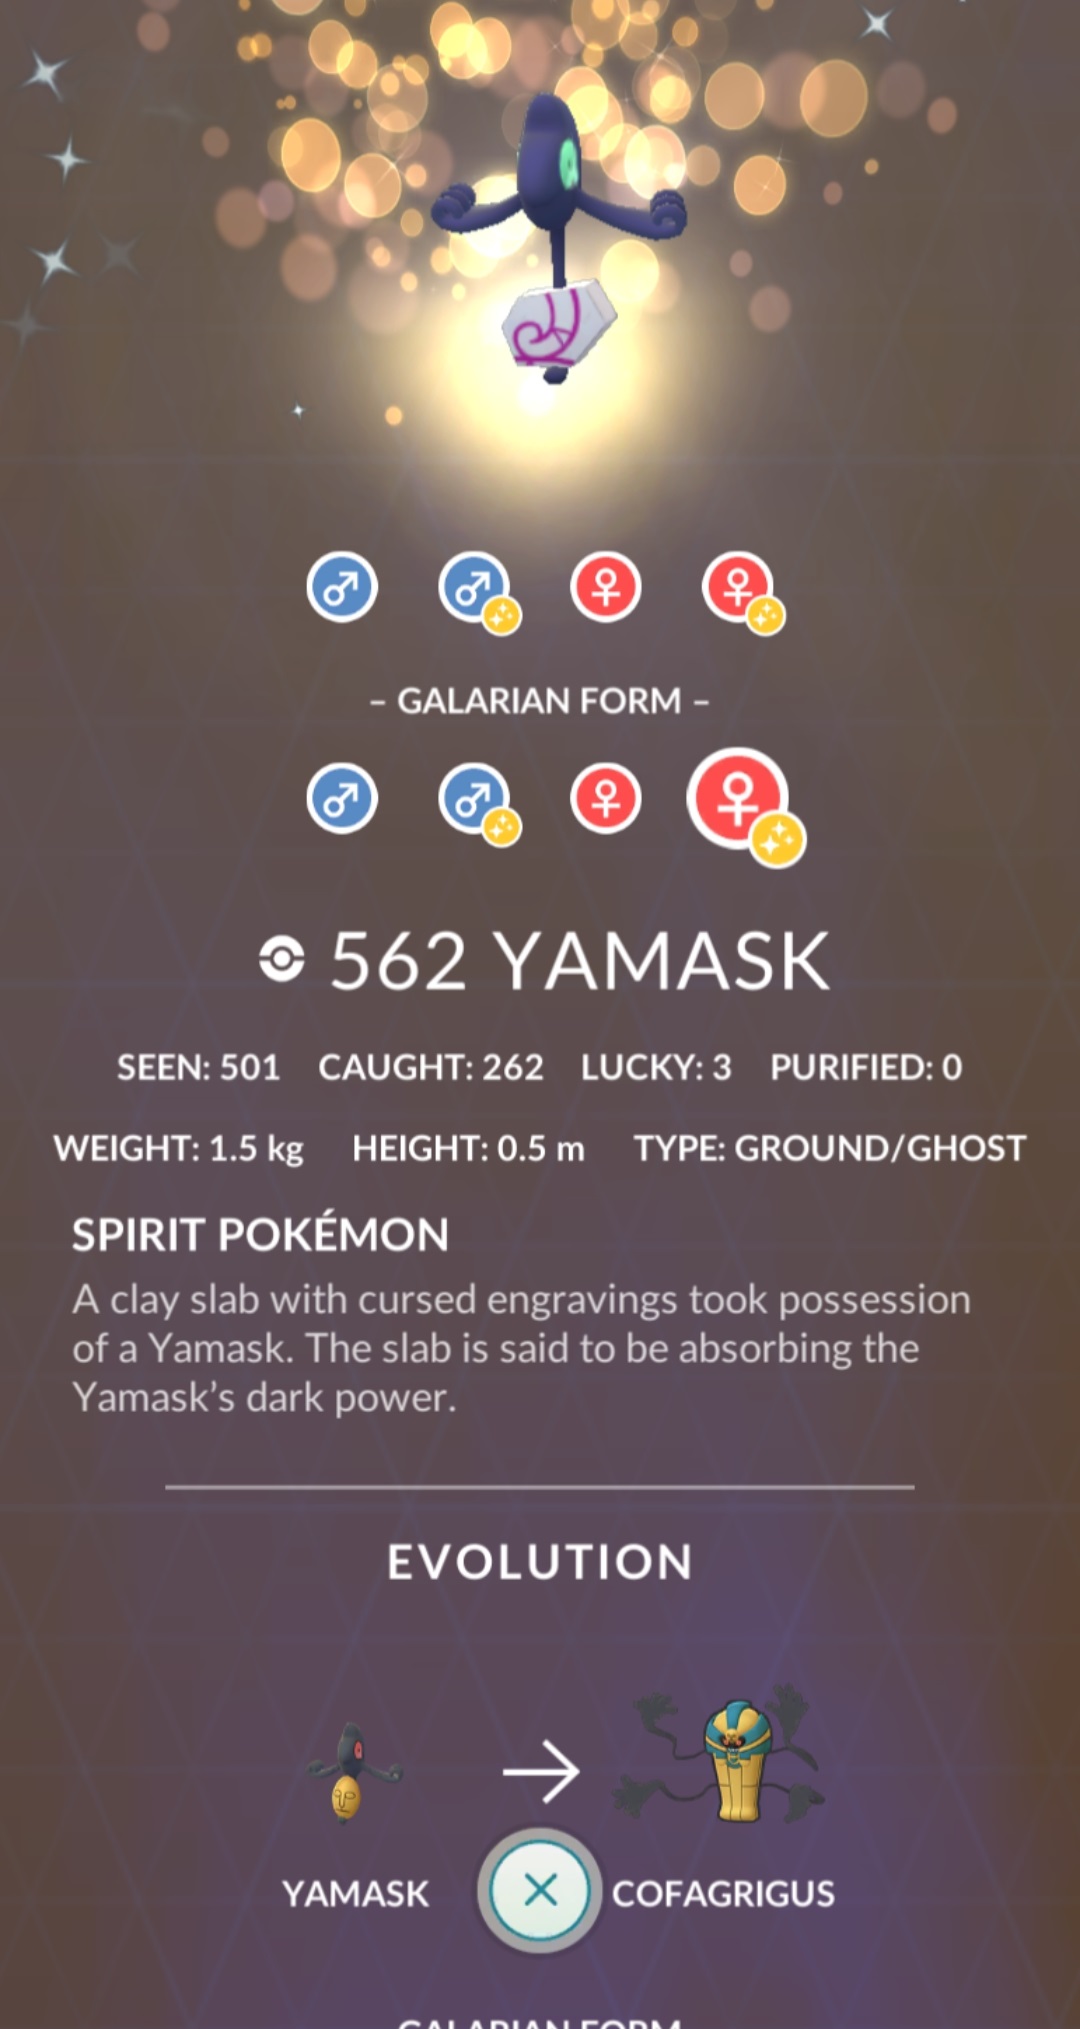 – GALARIAN FORM –
562 YAMASK
SEEN: 501 CAUGHT: 262 LUCKY: 3 PURIFIED: 0
WEIGHT: 1.5 kg HEIGHT: 0.5 m TYPE: GROUND/GHOST
SPIRIT POKÉMON
A clay slab with cursed engravings took possession
of a Yamask. The slab is said to be absorbing the
Yamask’s dark power.
EVOLUTION
YAMASK COFAGRIGUS
GALARIAN FORM